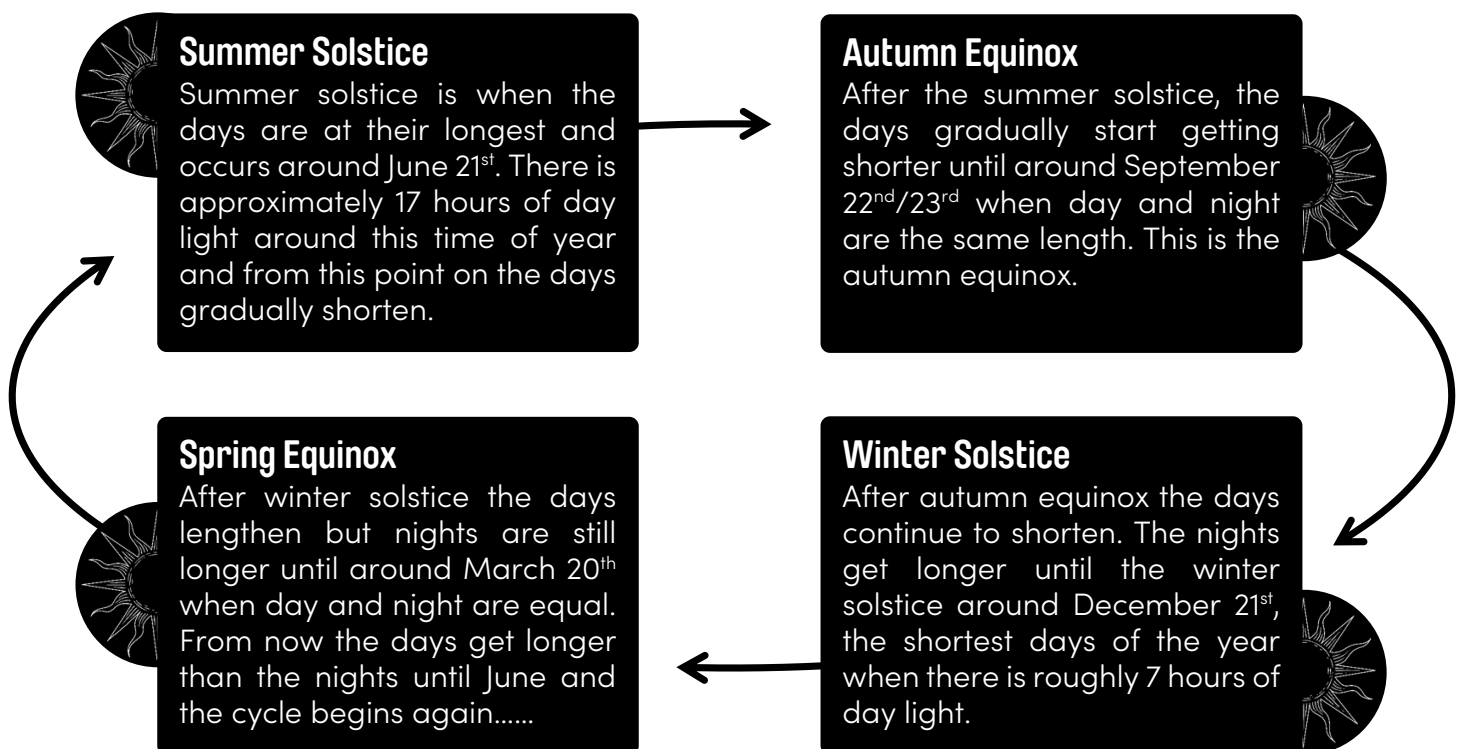 Summer Solstice
Summer solstice is when the
days are at their longest and
occurs around June 21st. There is
approximately 17 hours of day
light around this time of year
and from this point on the days
gradually shorten.
Autumn Equinox
After the summer solstice, the
days gradually start getting
shorter until around September
22nd/23rd when day and night
are the same length. This is the
autumn equinox.
Spring Equinox
After winter solstice the days
lengthen but nights are still
longer until around March 20th
when day and night are equal.
From now the days get longer
than the nights until June and
the cycle begins again......
Winter Solstice
After autumn equinox the days
continue to shorten. The nights
get longer until the winter
solstice around December 21st,
the shortest days of the year
when there is roughly 7 hours of
day light.